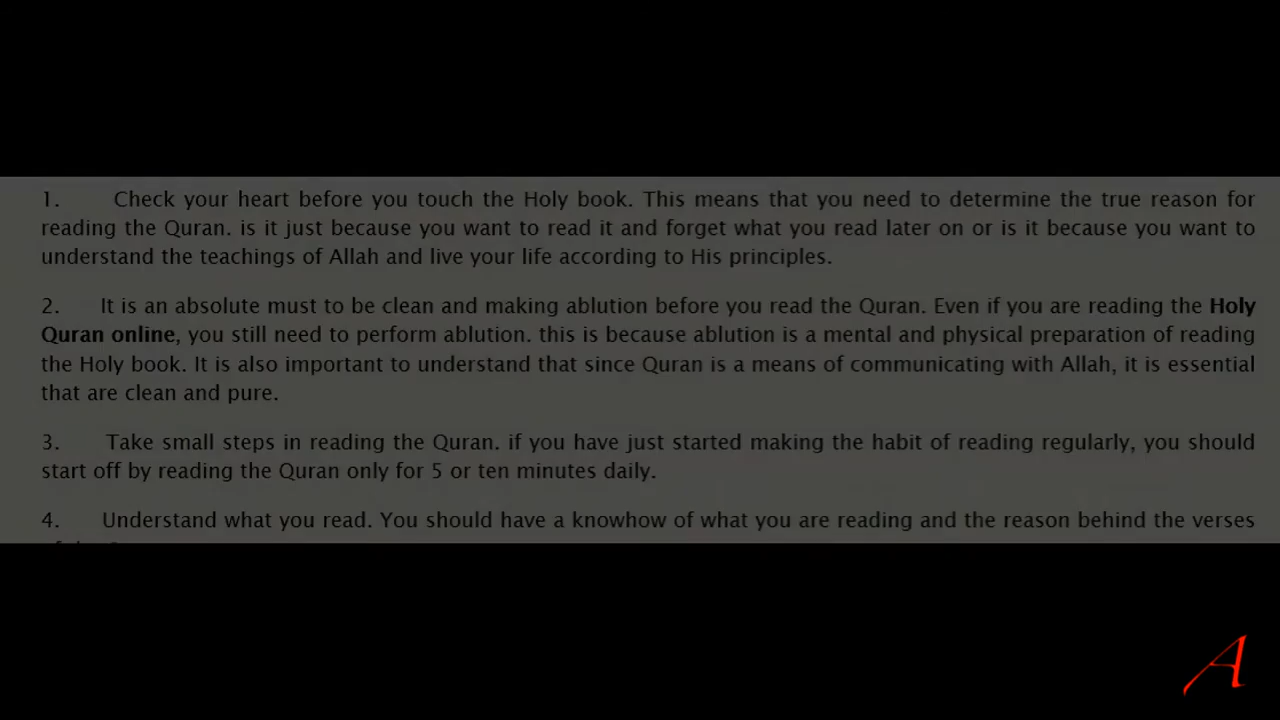 1. Check your heart before you touch the Holy book. This means that you need to determine the true reason for
reading the Quran. is it just because you want to read it and forget what you read later on or is it because you want to
understand the teachings of Allah and live your life according to His principles.
2. It is an absolute must to be clean and making ablution before you read the Quran. Even if you are reading the Holy
Quran online, you still need to perform ablution. this is because ablution is a mental and physical preparation of reading
the Holy book. It is also important to understand that since Quran is a means of communicating with Allah, it is essential
that are clean and pure.
3. Take small steps in reading the Quran. if you have just started making the habit of reading regularly, you should
start off by reading the Quran only for 5 or ten minutes daily.
4. Understand what you read. You should have a knowhow of what you are reading and the reason behind the verses
A